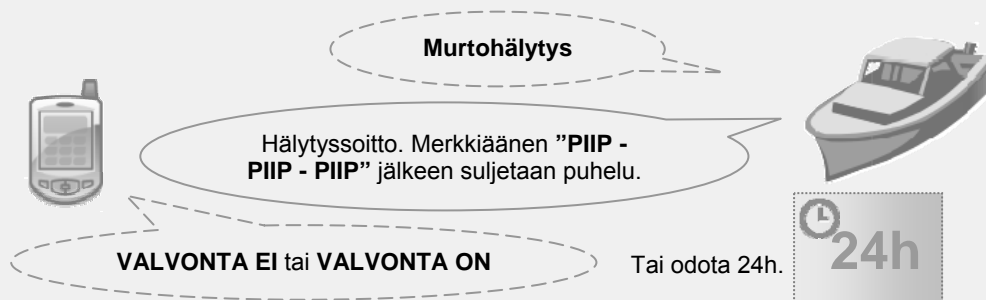 Murtohälytys
Hälytyssoitto. Merkkiäänen ”PIIP -
PIIP - PIIP” jälkeen suljetaan puhelu.
VALVONTA EI tai VALVONTA ON
Tai odota 24h.
24h